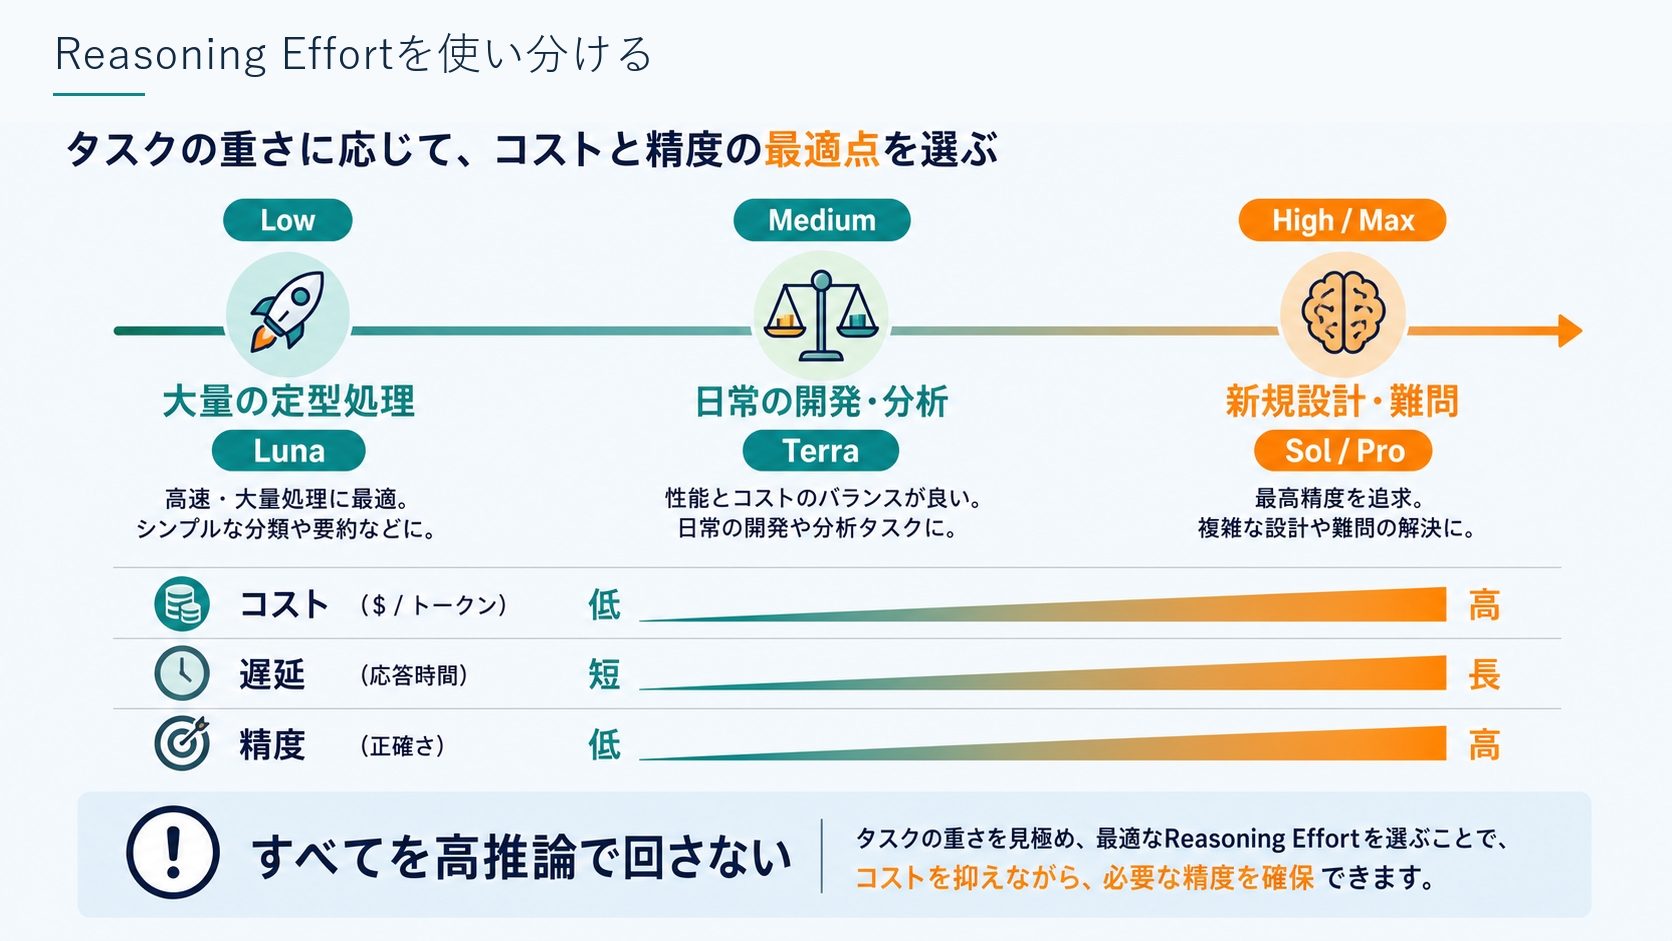 Reasoning Effortを使い分ける
タスクの重さに応じて、コストと精度の最適点を選ぶ
Low
Medium
High / Max
大量の定型処理
日常の開発・分析
新規設計・難問
Luna
Terra
Sol / Pro
高速・大量処理に最適。
シンプルな分類や要約などに。
性能とコストのバランスが良い。
日常の開発や分析タスクに。
最高精度を追求。
複雑な設計や難問の解決に。
コスト （$ / トークン） 低 高
遅延 （応答時間） 短 長
精度 （正確さ） 低 高
すべてを高推論で回さない
タスクの重さを見極め、最適なReasoning Effortを選ぶことで、
コストを抑えながら、必要な精度を確保 できます。